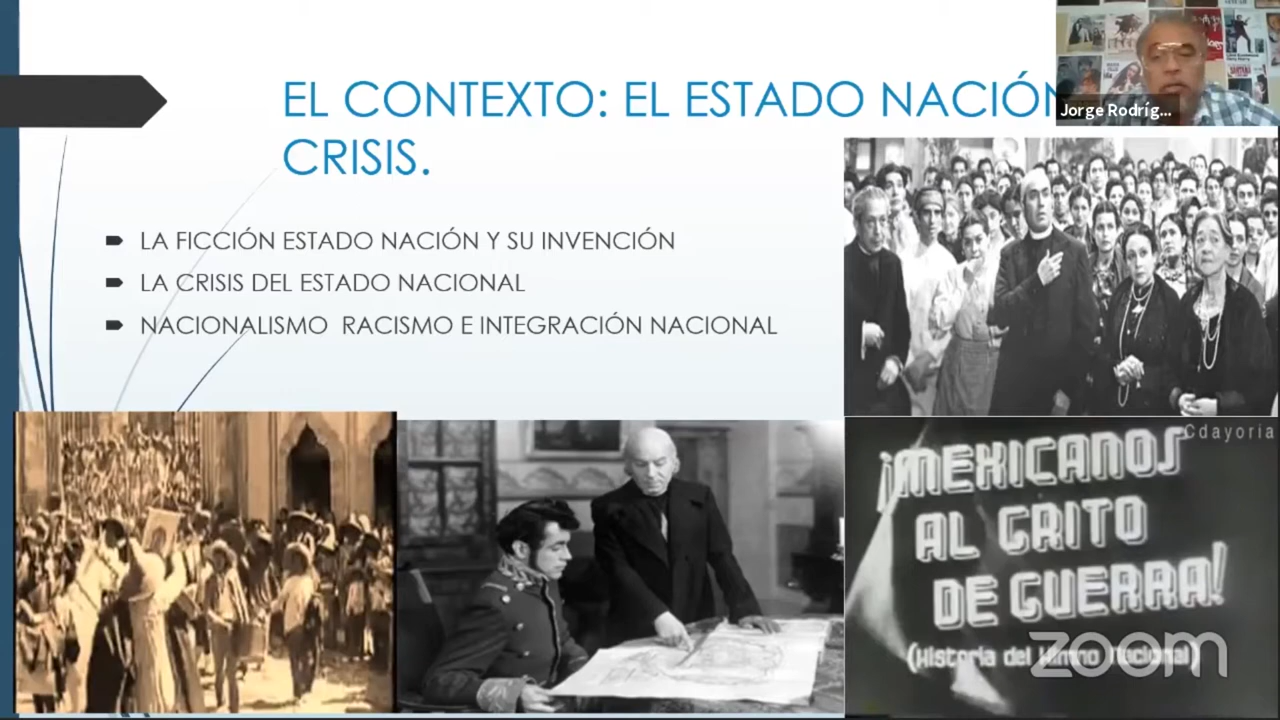 EL CONTEXTO: EL ESTADO NACIÓN
CRISIS.
Jorge Rodríg...
LA FICCIÓN ESTADO NACIÓN Y SU INVENCIÓN
LA CRISIS DEL ESTADO NACIONAL
NACIONALISMO RACISMO E INTEGRACIÓN NACIONAL
Cdayoria
¡MEXICANOS
AL GRITO
DE GUERRA!
(Historia del Himno Nacional)
zoom